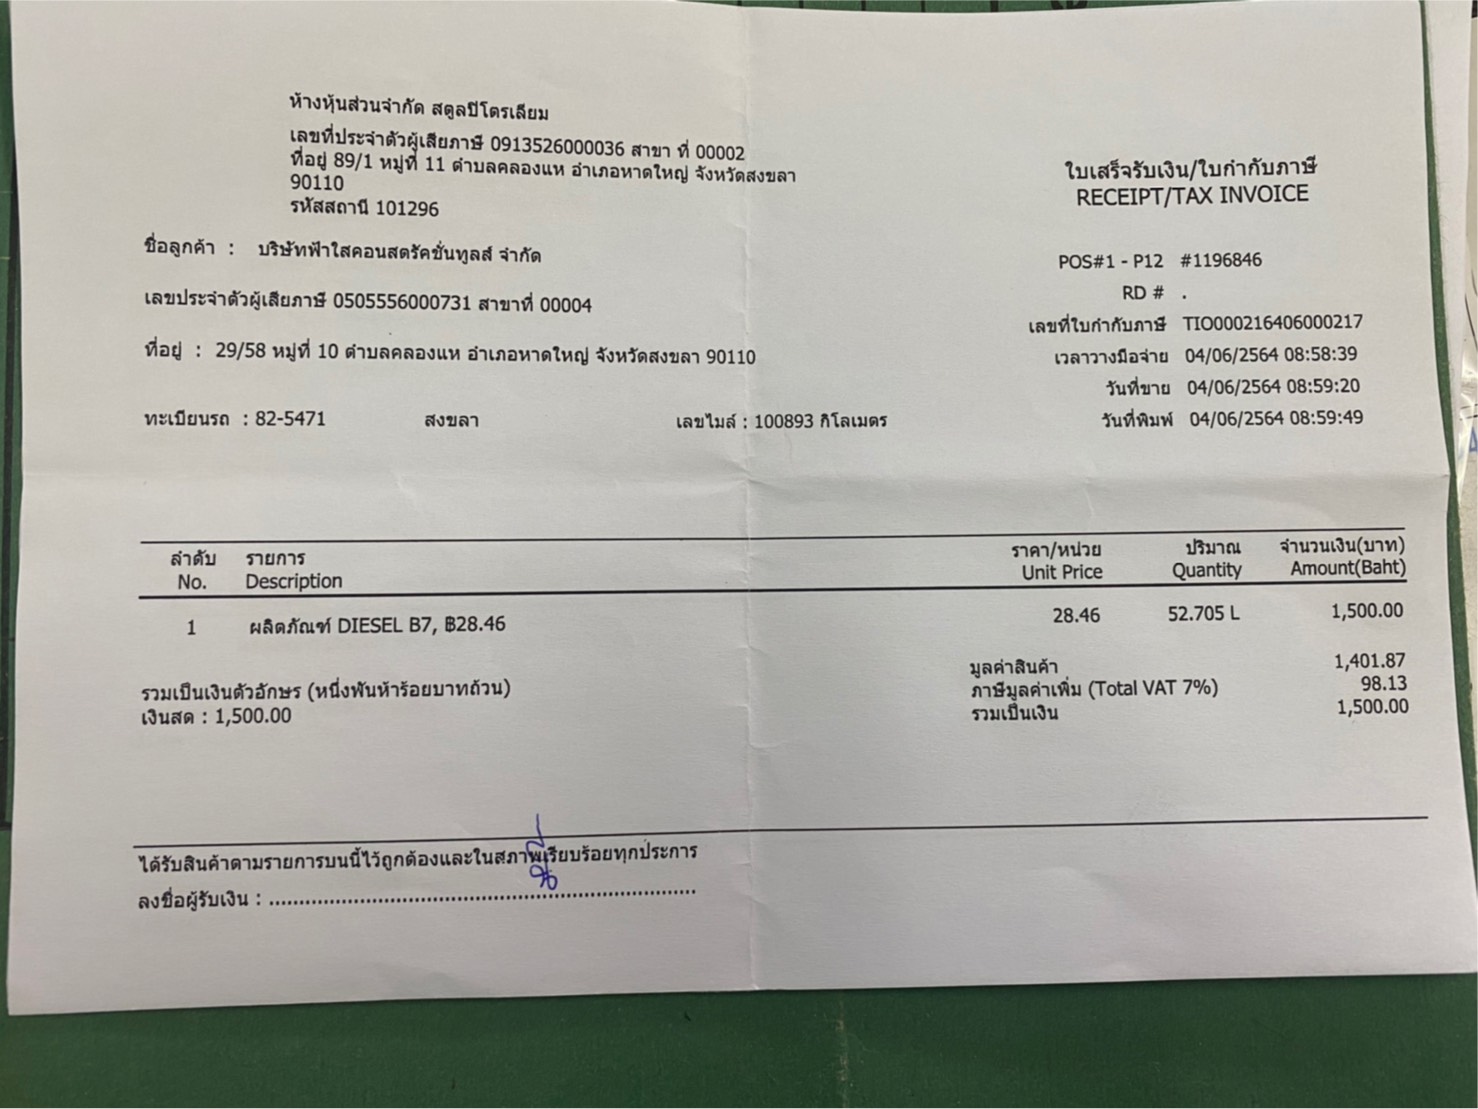 ห้างหุ้นส่วนจำกัด สตูลปิโตรเลียม
เลขที่ประจำตัวผู้เสียภาษี 0913526000036 สาขา ที่ 00002
ที่อยู่ 89/1 หมู่ที่ 11 ตำบลคลองแห อำเภอหาดใหญ่ จังหวัดสงขลา
90110
รหัสสถานี 101296
ใบเสร็จรับเงิน/ใบกำกับภาษี
RECEIPT/TAX INVOICE
ชื่อลูกค้า : บริษัทฟ้าใสคอนสตรัคชั่นทูลส์ จำกัด
POS#1 - P12 #1196846
RD # .
เลขประจำตัวผู้เสียภาษี 0505556000731 สาขาที่ 00004
เลขที่ใบกำกับภาษี TIO000216406000217
ที่อยู่ : 29/58 หมู่ที่ 10 ตำบลคลองแห อำเภอหาดใหญ่ จังหวัดสงขลา 90110
เวลาวางมือจ่าย 04/06/2564 08:58:39
วันที่ขาย 04/06/2564 08:59:20
ทะเบียนรถ : 82-5471 สงขลา เลขไมล์ : 100893 กิโลเมตร
วันที่พิมพ์ 04/06/2564 08:59:49
ลำดับ รายการ ราคา/หน่วย ปริมาณ จำนวนเงิน(บาท)
No. Description Unit Price Quantity Amount(Baht)
1 ผลิตภัณฑ์ DIESEL B7, ฿28.46 28.46 52.705 L 1,500.00
มูลค่าสินค้า 1,401.87
รวมเป็นเงินตัวอักษร (หนึ่งพันห้าร้อยบาทถ้วน) ภาษีมูลค่าเพิ่ม (Total VAT 7%) 98.13
เงินสด : 1,500.00 รวมเป็นเงิน 1,500.00
ได้รับสินค้าตามรายการบนนี้ไว้ถูกต้องและในสภาพเรียบร้อยทุกประการ
ลงชื่อผู้รับเงิน : ........................................................................